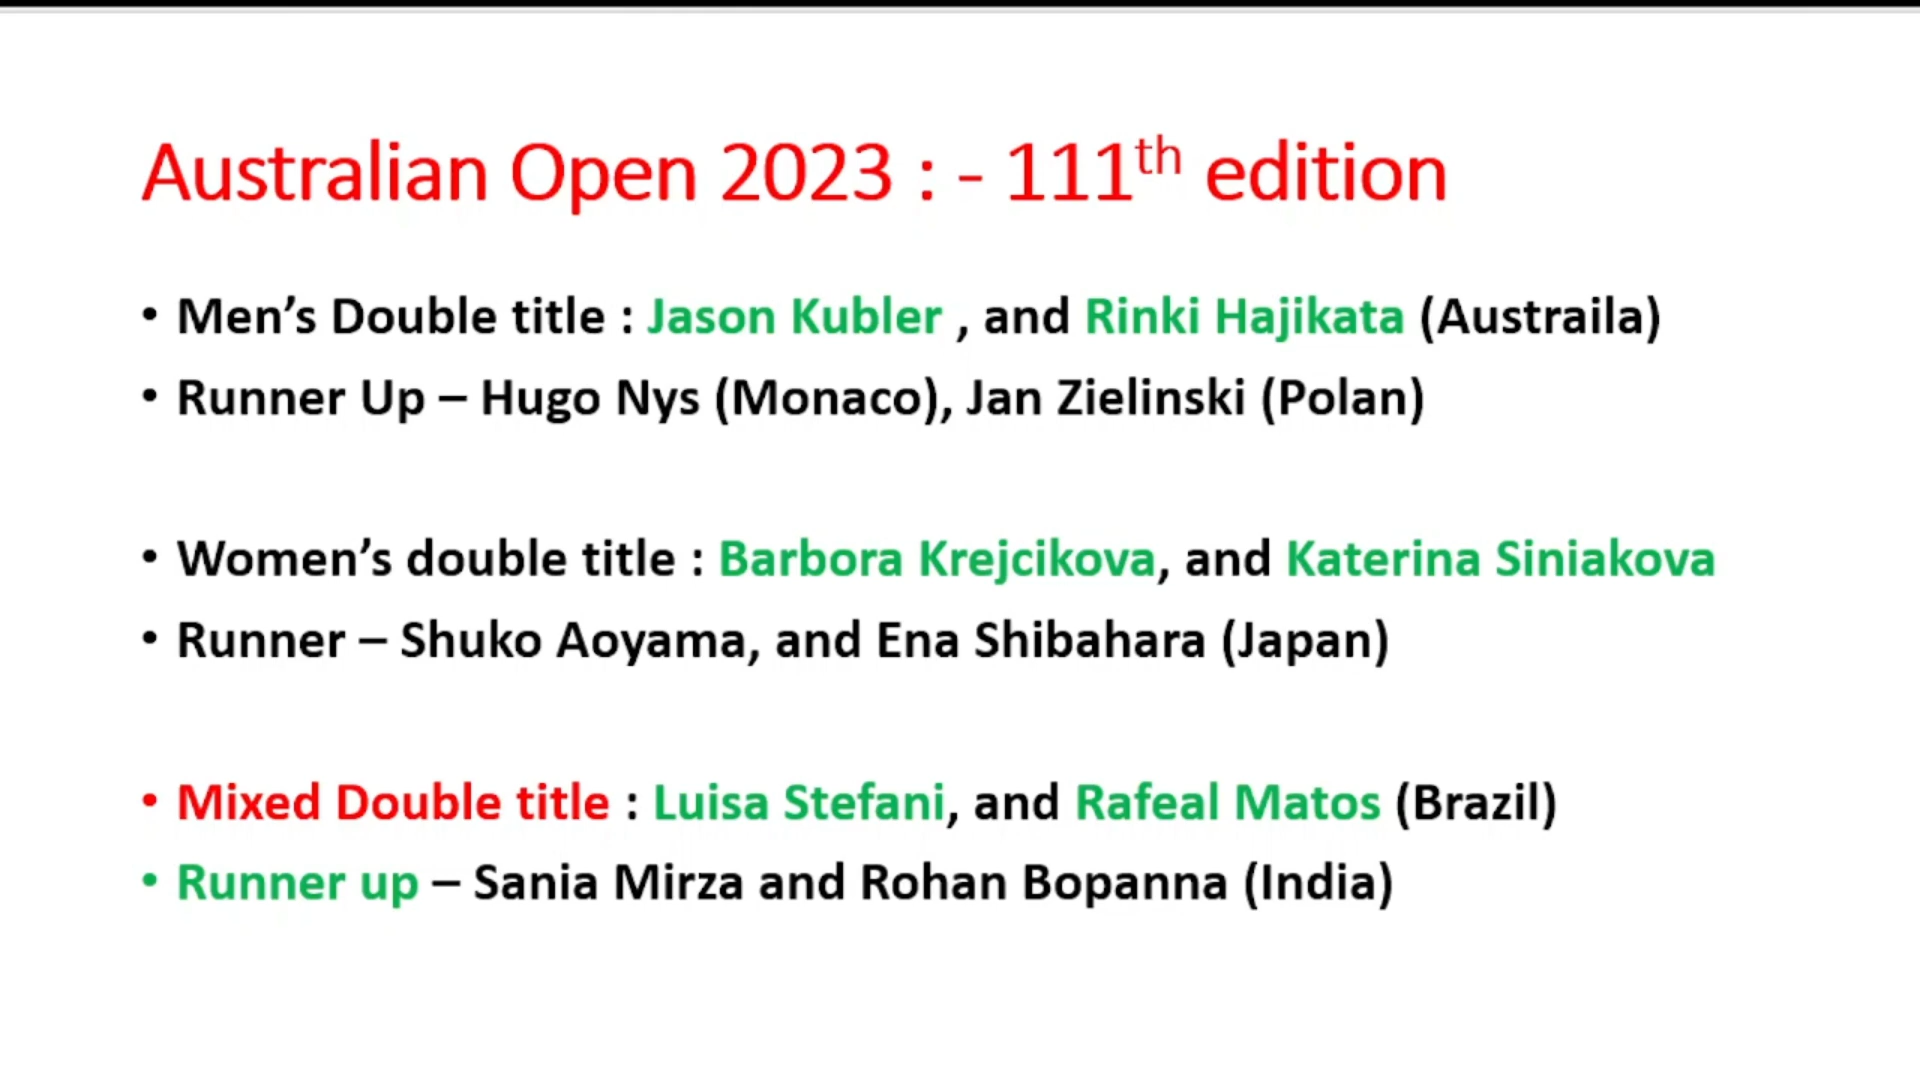 Australian Open 2023 : - 111th edition
• Men’s Double title : Jason Kubler , and Rinki Hajikata (Austraila)
• Runner Up – Hugo Nys (Monaco), Jan Zielinski (Polan)
• Women’s double title : Barbora Krejcikova, and Katerina Siniakova
• Runner – Shuko Aoyama, and Ena Shibahara (Japan)
• Mixed Double title : Luisa Stefani, and Rafeal Matos (Brazil)
• Runner up – Sania Mirza and Rohan Bopanna (India)